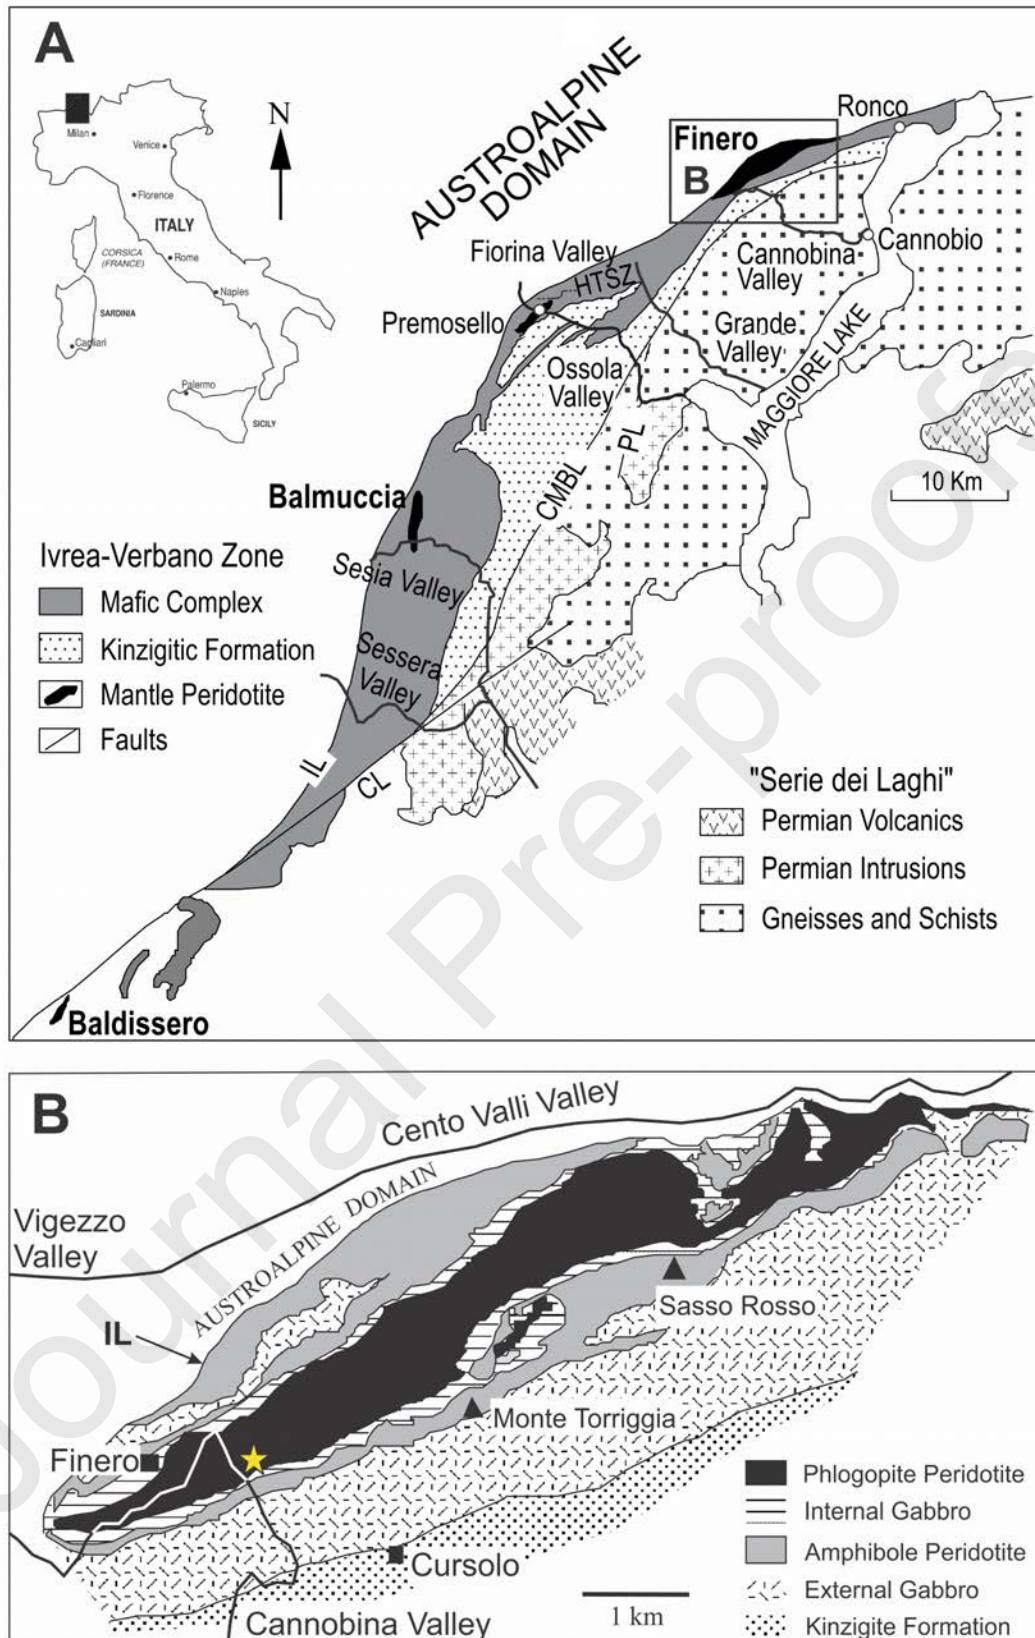 A
AUSTROALPINE
DOMAIN
N
Milan
Venice
Florence
ITALY
CORSICA
(FRANCE)
Rome
Naples
SARDINIA
Cagliari
Palermo
SICILY
Ronco
Finero
B
Cannobio
Cannobina
Valley
Fiorina Valley
HTSZ
Premosello
Grande
Valley
Ossola
Valley
MAGGIORE LAKE
PL
CMBL
10 Km
Balmuccia
Sesia Valley
Sessera
Valley
IL
CL
Baldissero
Ivrea-Verbano Zone
Mafic Complex
Kinzigitic Formation
Mantle Peridotite
Faults
"Serie dei Laghi"
Permian Volcanics
Permian Intrusions
Gneisses and Schists
B
Cento Valli Valley
Vigezzo
Valley
AUSTROALPINE DOMAIN
IL
Sasso Rosso
Monte Torriggia
Finero
Cursolo
Cannobina Valley
1 km
Phlogopite Peridotite
Internal Gabbro
Amphibole Peridotite
External Gabbro
Kinzigite Formation
Journal Pre-proofs